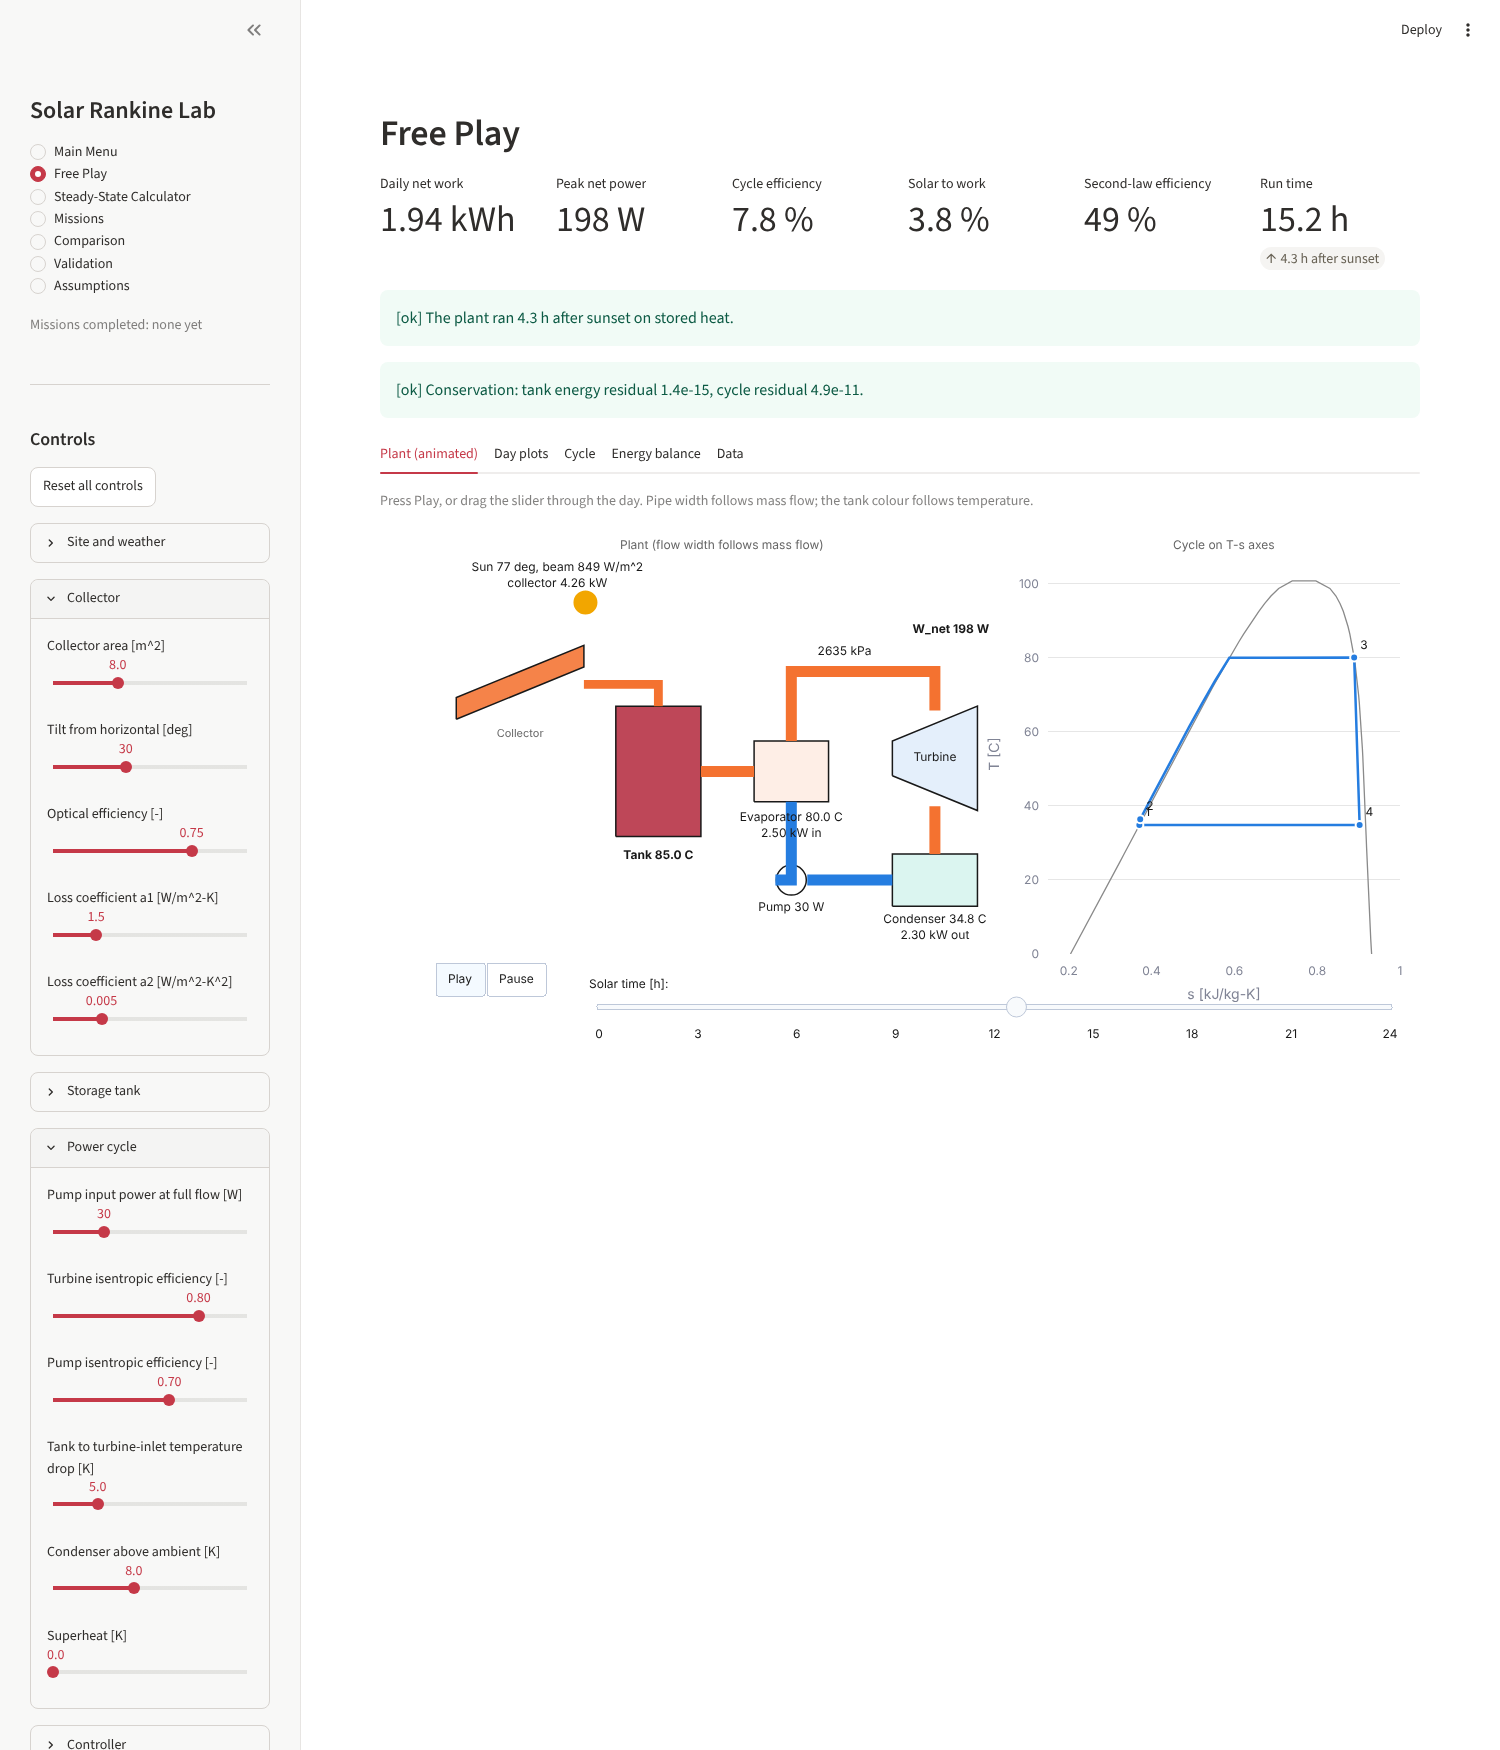 Deploy
Solar Rankine Lab
Main Menu
Free Play
Steady-State Calculator
Missions
Comparison
Validation
Assumptions
Missions completed: none yet
Controls
Reset all controls
Site and weather
Collector
Collector area [m^2]
8.0
Tilt from horizontal [deg]
30
Optical efficiency [-]
0.75
Loss coefficient a1 [W/m^2-K]
1.5
Loss coefficient a2 [W/m^2-K^2]
0.005
Storage tank
Power cycle
Pump input power at full flow [W]
30
Turbine isentropic efficiency [-]
0.80
Pump isentropic efficiency [-]
0.70
Tank to turbine-inlet temperature
drop [K]
5.0
Condenser above ambient [K]
8.0
Superheat [K]
0.0
Controller
Free Play
Daily net work
1.94 kWh
Peak net power
198 W
Cycle efficiency
7.8 %
Solar to work
3.8 %
Second-law efficiency
49 %
Run time
15.2 h
↑ 4.3 h after sunset
[ok] The plant ran 4.3 h after sunset on stored heat.
[ok] Conservation: tank energy residual 1.4e-15, cycle residual 4.9e-11.
Plant (animated) Day plots Cycle Energy balance Data
Press Play, or drag the slider through the day. Pipe width follows mass flow; the tank colour follows temperature.
Plant (flow width follows mass flow)
Sun 77 deg, beam 849 W/m^2
collector 4.26 kW
W_net 198 W
2635 kPa
Collector
Turbine
Evaporator 80.0 C
2.50 kW in
Tank 85.0 C
Pump 30 W
Condenser 34.8 C
2.30 kW out
Cycle on T-s axes
100
80
60
40
20
0
T [C]
3
2
1
4
0.2 0.4 0.6 0.8 1
s [kJ/kg-K]
Play Pause
Solar time [h]:
0 3 6 9 12 15 18 21 24